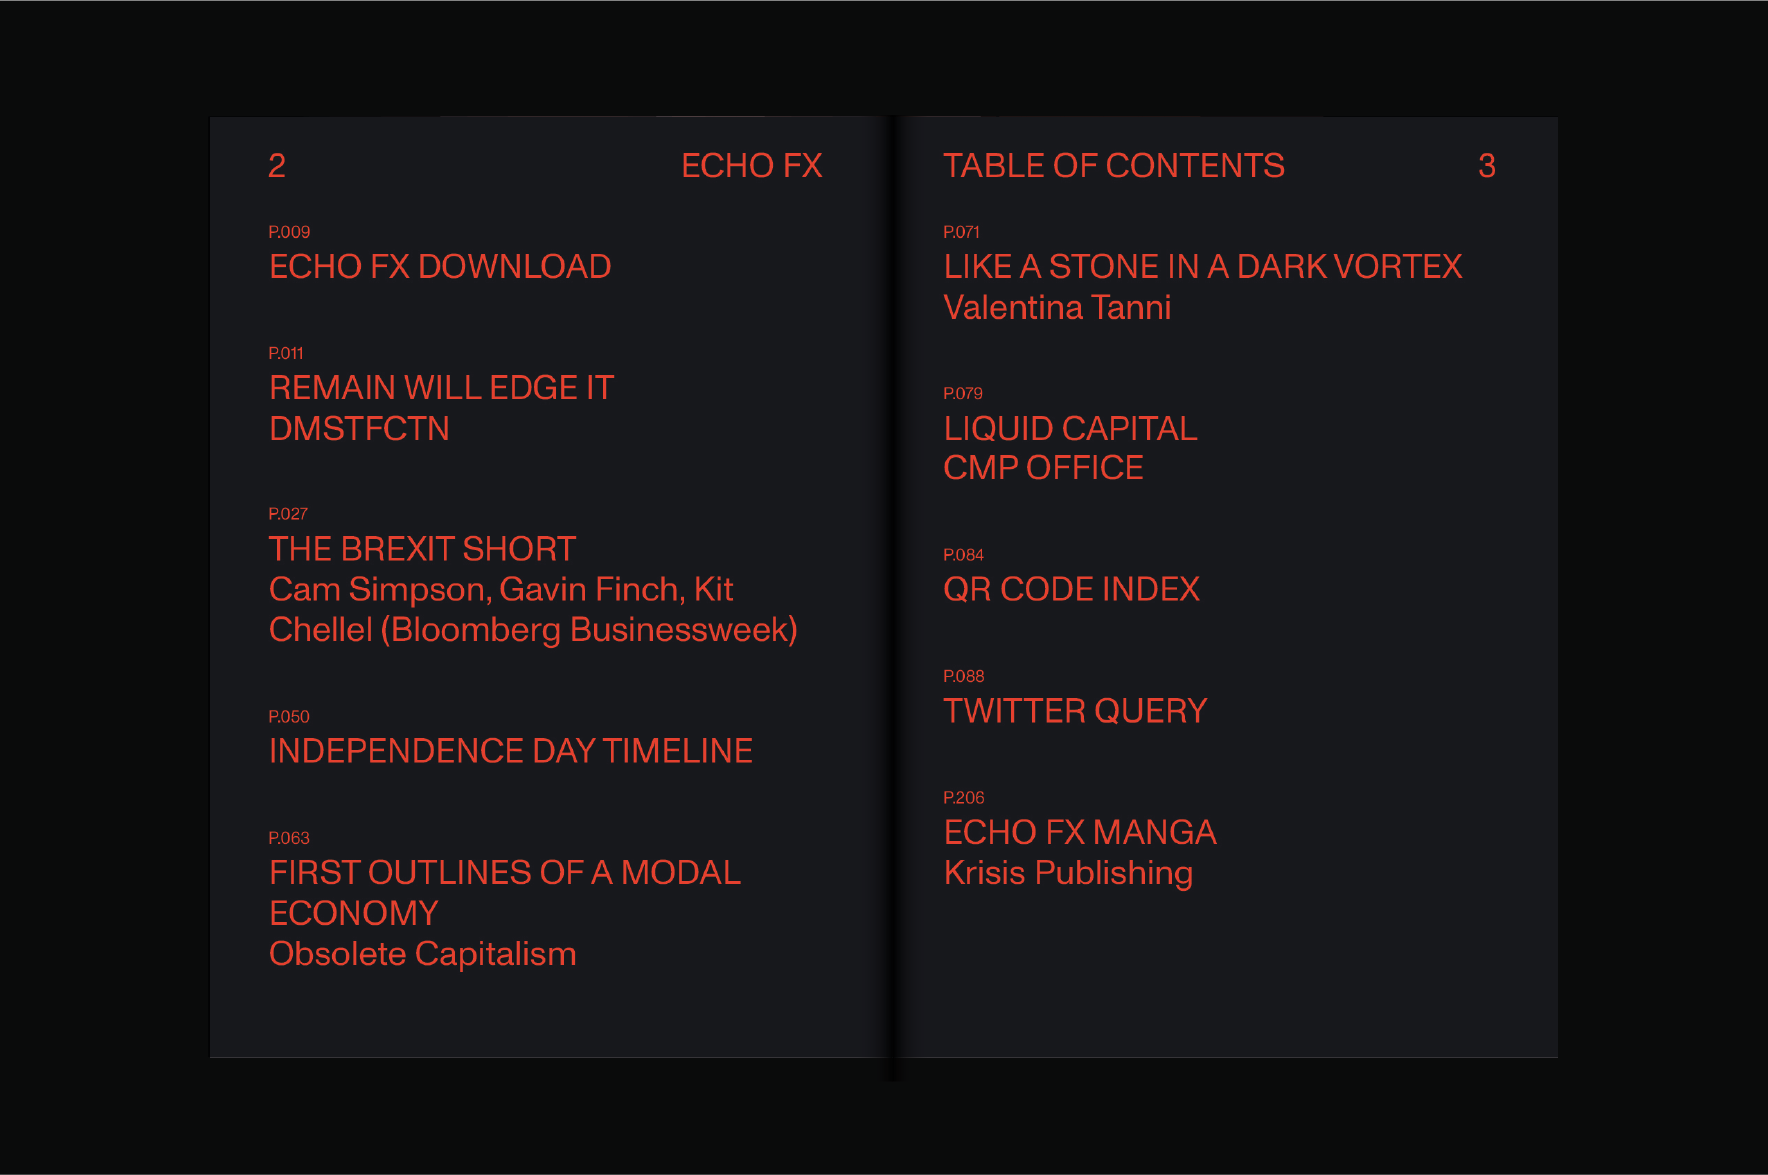 2
ECHO FX
P.009
ECHO FX DOWNLOAD
P.011
REMAIN WILL EDGE IT
DMSTFCTN
P.027
THE BREXIT SHORT
Cam Simpson, Gavin Finch, Kit
Chellel (Bloomberg Businessweek)
P.050
INDEPENDENCE DAY TIMELINE
P.063
FIRST OUTLINES OF A MODAL
ECONOMY
Obsolete Capitalism
TABLE OF CONTENTS
3
P.071
LIKE A STONE IN A DARK VORTEX
Valentina Tanni
P.079
LIQUID CAPITAL
CMP OFFICE
P.084
QR CODE INDEX
P.088
TWITTER QUERY
P.206
ECHO FX MANGA
Krisis Publishing